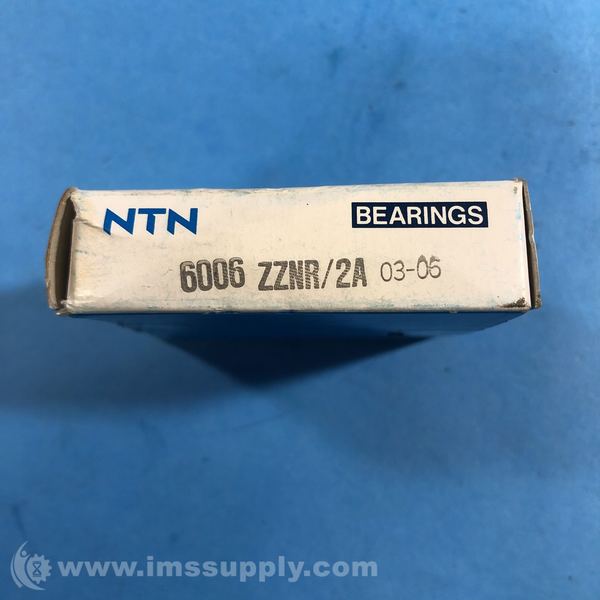 NTN BEARINGS
6006 ZZNR/2A 03-06
www.imssupply.com